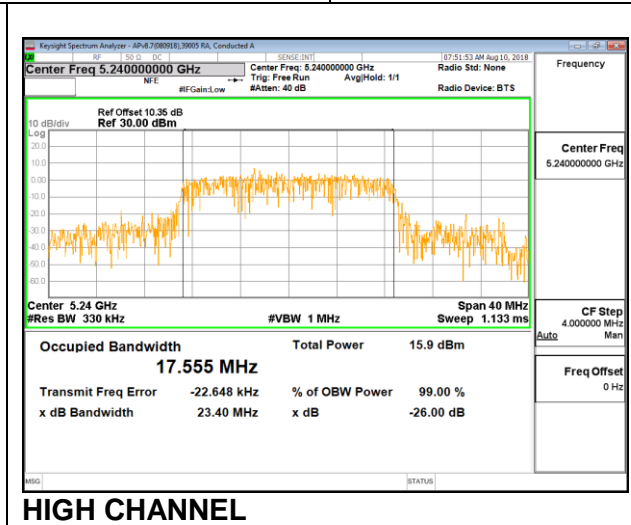 Keysight Spectrum Analyzer - APv8.7(080918),39005 RA, Conducted A
RF 50 Ω DC SENSE:INT 07:51:53 AM Aug 10, 2018
Center Freq 5.240000000 GHz
NFE
#IFGain:Low
Center Freq: 5.240000000 GHz
Trig: Free Run Avg|Hold: 1/1
#Atten: 40 dB
Radio Std: None
Radio Device: BTS
Frequency
Ref Offset 10.35 dB
10 dB/div Ref 30.00 dBm
Log
20.0
10.0
0.00
-10.0
-20.0
-30.0
-40.0
-50.0
-60.0
Center Freq
5.240000000 GHz
Center 5.24 GHz Span 40 MHz
#Res BW 330 kHz #VBW 1 MHz Sweep 1.133 ms
CF Step
4.000000 MHz
Auto Man
Freq Offset
0 Hz
Occupied Bandwidth Total Power 15.9 dBm
17.555 MHz
Transmit Freq Error -22.648 kHz % of OBW Power 99.00 %
x dB Bandwidth 23.40 MHz x dB -26.00 dB
MSG STATUS
HIGH CHANNEL